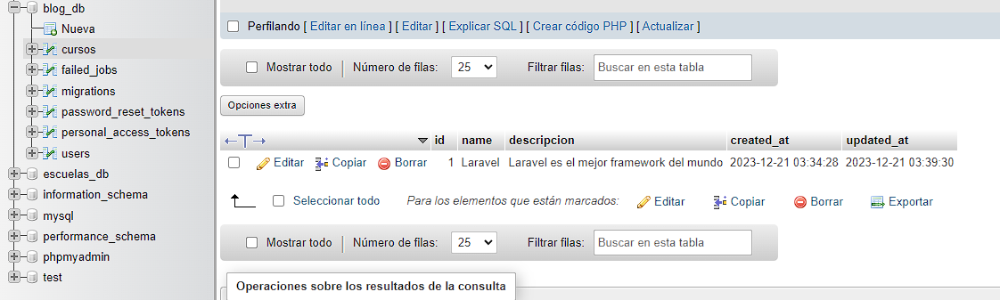 blog_db
Nueva
cursos
failed_jobs
migrations
password_reset_tokens
personal_access_tokens
users
escuelas_db
information_schema
mysql
performance_schema
phpmyadmin
test
Perfilando [ Editar en línea ] [ Editar ] [ Explicar SQL ] [ Crear código PHP ] [ Actualizar ]
Mostrar todo | Número de filas: 25 Filtrar filas: Buscar en esta tabla
Opciones extra
←T→ id name descripcion created_at updated_at
Editar Copiar Borrar 1 Laravel Laravel es el mejor framework del mundo 2023-12-21 03:34:28 2023-12-21 03:39:30
Seleccionar todo Para los elementos que están marcados: Editar Copiar Borrar Exportar
Mostrar todo | Número de filas: 25 Filtrar filas: Buscar en esta tabla
Operaciones sobre los resultados de la consulta